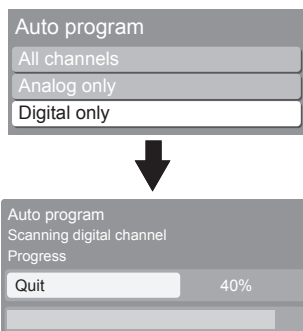 Auto program
All channels
Analog only
Digital only
Auto program
Scanning digital channel
Progress
Quit 40%